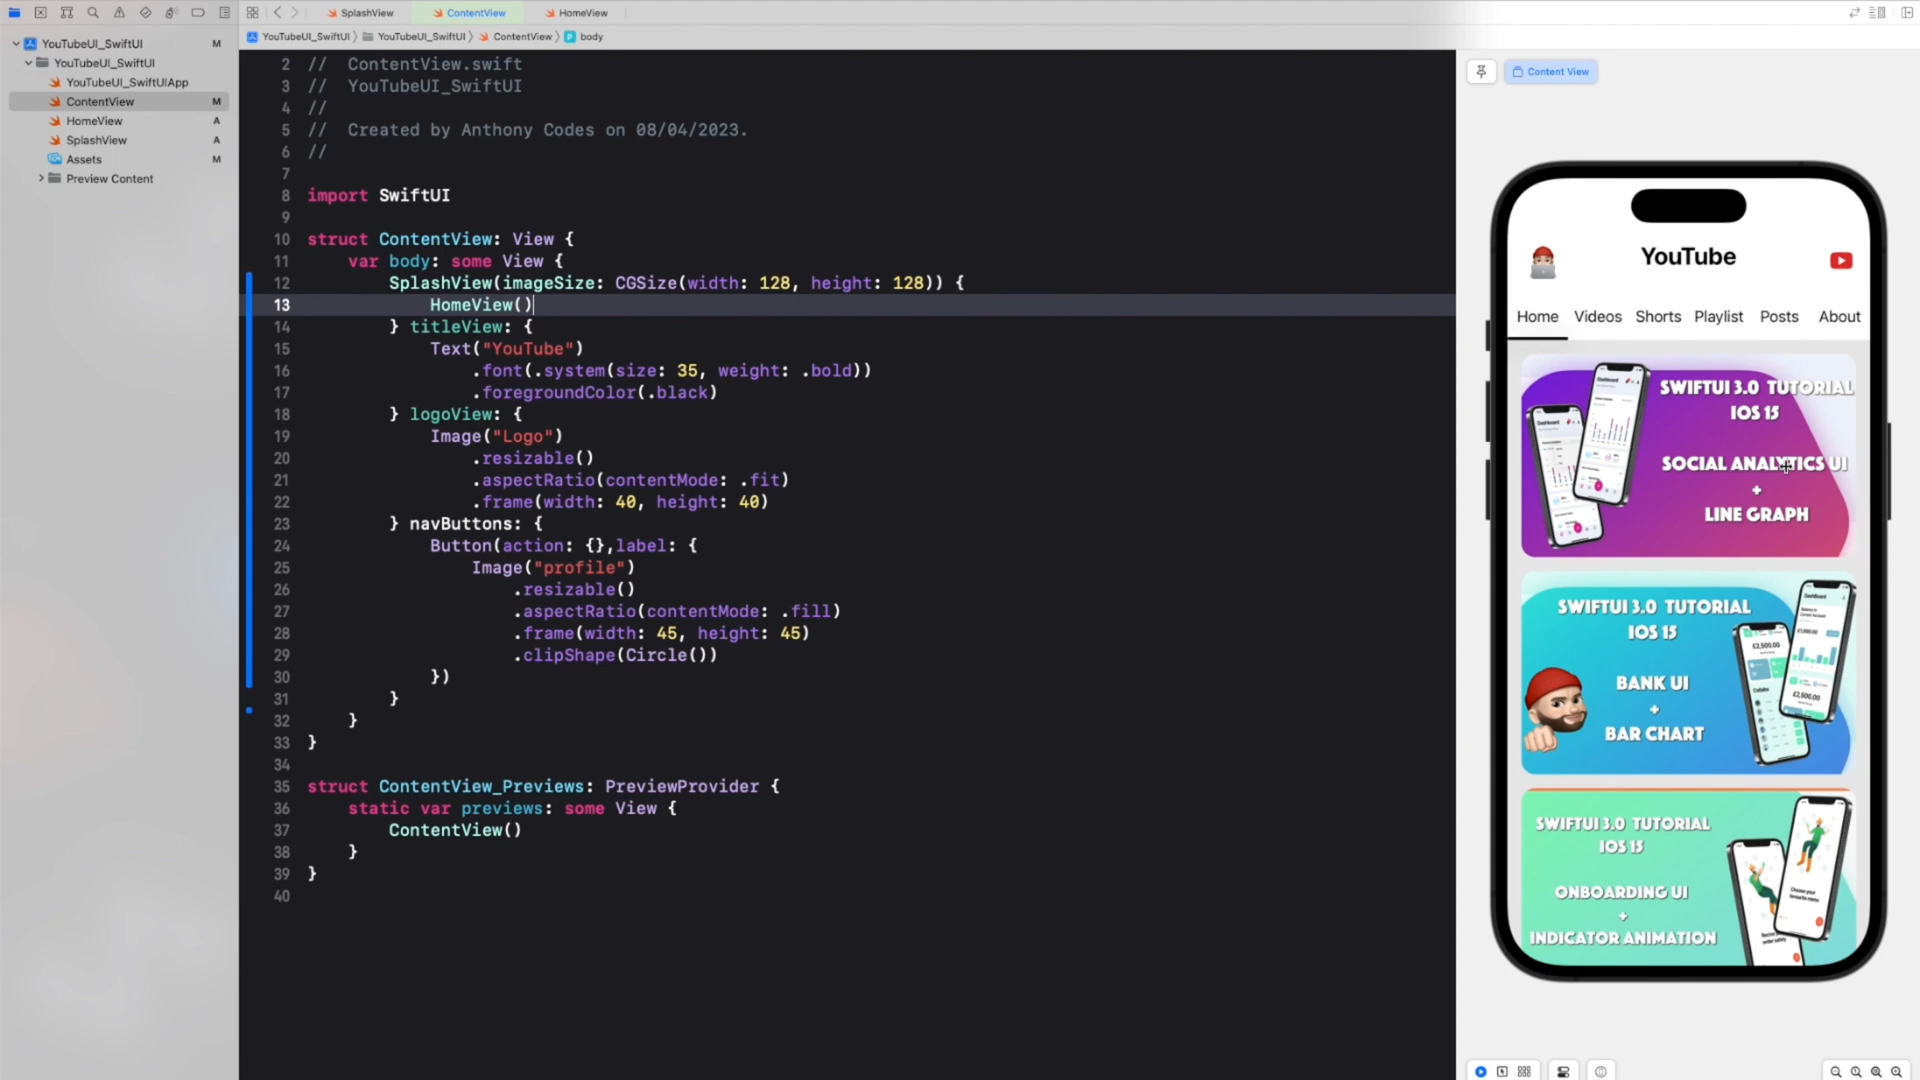 SplashView
ContentView
HomeView
YouTubeUI_SwiftUI M
YouTubeUI_SwiftUI
YouTubeUI_SwiftUIApp
ContentView M
HomeView A
SplashView A
Assets M
Preview Content
YouTubeUI_SwiftUI YouTubeUI_SwiftUI ContentView body
2 //  ContentView.swift
3 //  YouTubeUI_SwiftUI
4 //
5 //  Created by Anthony Codes on 08/04/2023.
6 //
7
8 import SwiftUI
9
10 struct ContentView: View {
11     var body: some View {
12         SplashView(imageSize: CGSize(width: 128, height: 128)) {
13             HomeView()
14         } titleView: {
15             Text("YouTube")
16                 .font(.system(size: 35, weight: .bold))
17                 .foregroundColor(.black)
18         } logoView: {
19             Image("Logo")
20                 .resizable()
21                 .aspectRatio(contentMode: .fit)
22                 .frame(width: 40, height: 40)
23         } navButtons: {
24             Button(action: {},label: {
25                 Image("profile")
26                     .resizable()
27                     .aspectRatio(contentMode: .fill)
28                     .frame(width: 45, height: 45)
29                     .clipShape(Circle())
30             })
31         }
32     }
33 }
34
35 struct ContentView_Previews: PreviewProvider {
36     static var previews: some View {
37         ContentView()
38     }
39 }
40
Content View
YouTube
Home Videos Shorts Playlist Posts About
SWIFTUI 3.0 TUTORIAL
IOS 15
SOCIAL ANALYTICS UI
+
LINE GRAPH
Dashboard
Dashboard
SWIFTUI 3.0 TUTORIAL
IOS 15
BANK UI
+
BAR CHART
DashBoard
£2,500.00
£2,500.00
SWIFTUI 3.0 TUTORIAL
IOS 15
ONBOARDING UI
+
INDICATOR ANIMATION